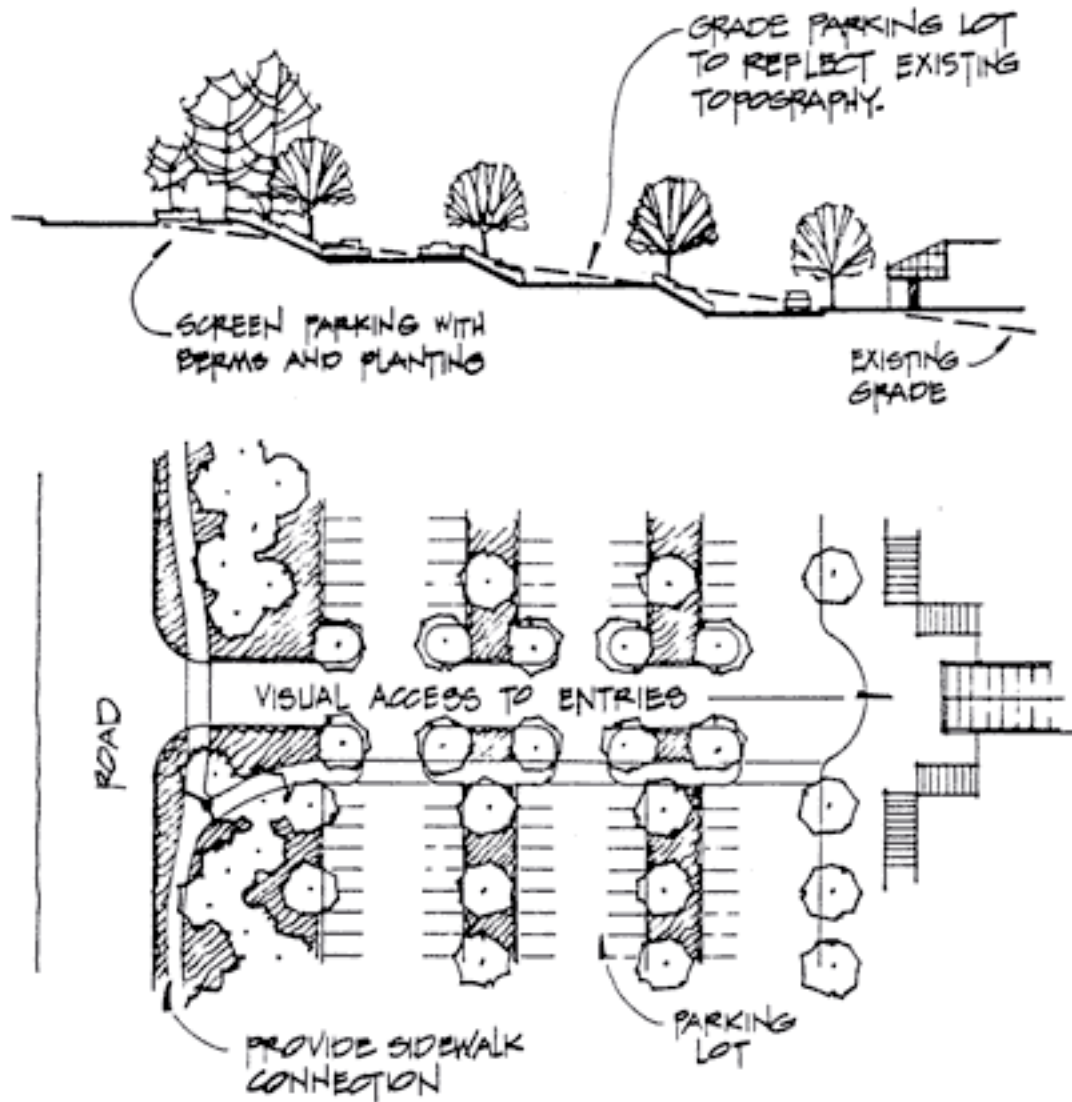 GRADE PARKING LOT
TO REFLECT EXISTING
TOPOGRAPHY.
SCREEN PARKING WITH
BERMS AND PLANTING
EXISTING
GRADE
VISUAL ACCESS TO ENTRIES
ROAD
PARKING
LOT
PROVIDE SIDEWALK
CONNECTION